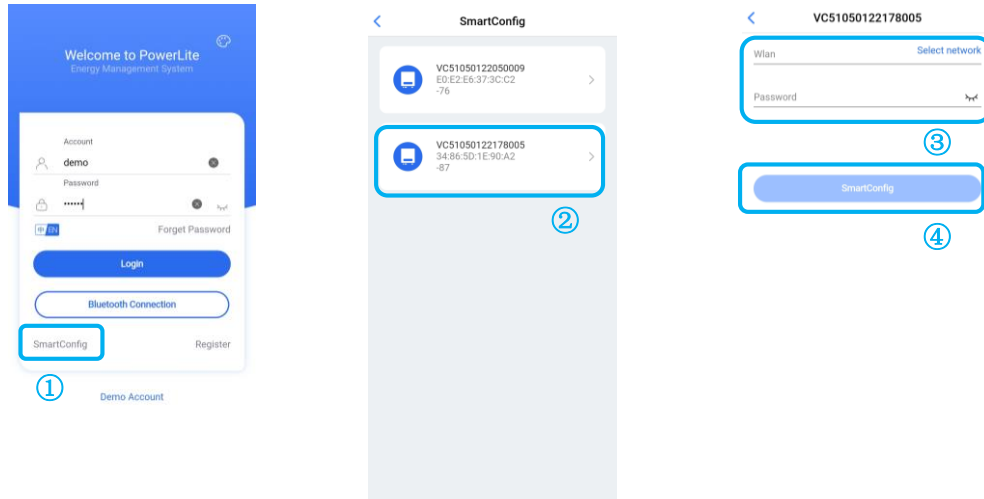 Welcome to PowerLite
Energy Management System
Account
demo
Password
••••••
中 EN
Forget Password
Login
Bluetooth Connection
SmartConfig
Register
①
Demo Account
SmartConfig
VC51050122050009
E0:E2:E6:37:3C:C2
-76
VC51050122178005
34:86:5D:1E:90:A2
-87
②
VC51050122178005
Wlan
Select network
Password
③
SmartConfig
④